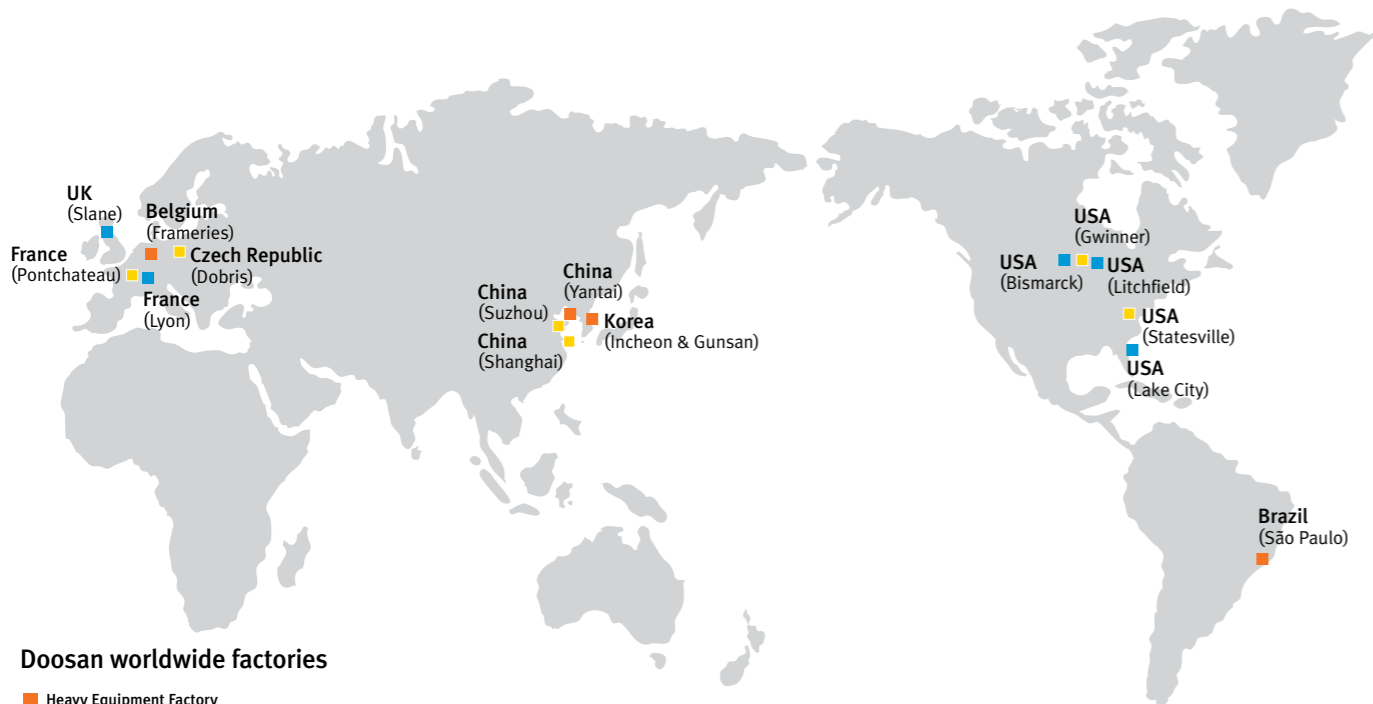 UK
(Slane)
Belgium
(Frameries)
France
(Pontchateau)
Czech Republic
(Dobris)
France
(Lyon)
China
(Yantai)
China
(Suzhou)
Korea
(Incheon & Gunsan)
China
(Shanghai)
USA
(Gwinner)
USA
(Bismarck)
USA
(Litchfield)
USA
(Statesville)
USA
(Lake City)
Brazil
(São Paulo)
Doosan worldwide factories
Heavy Equipment Factory